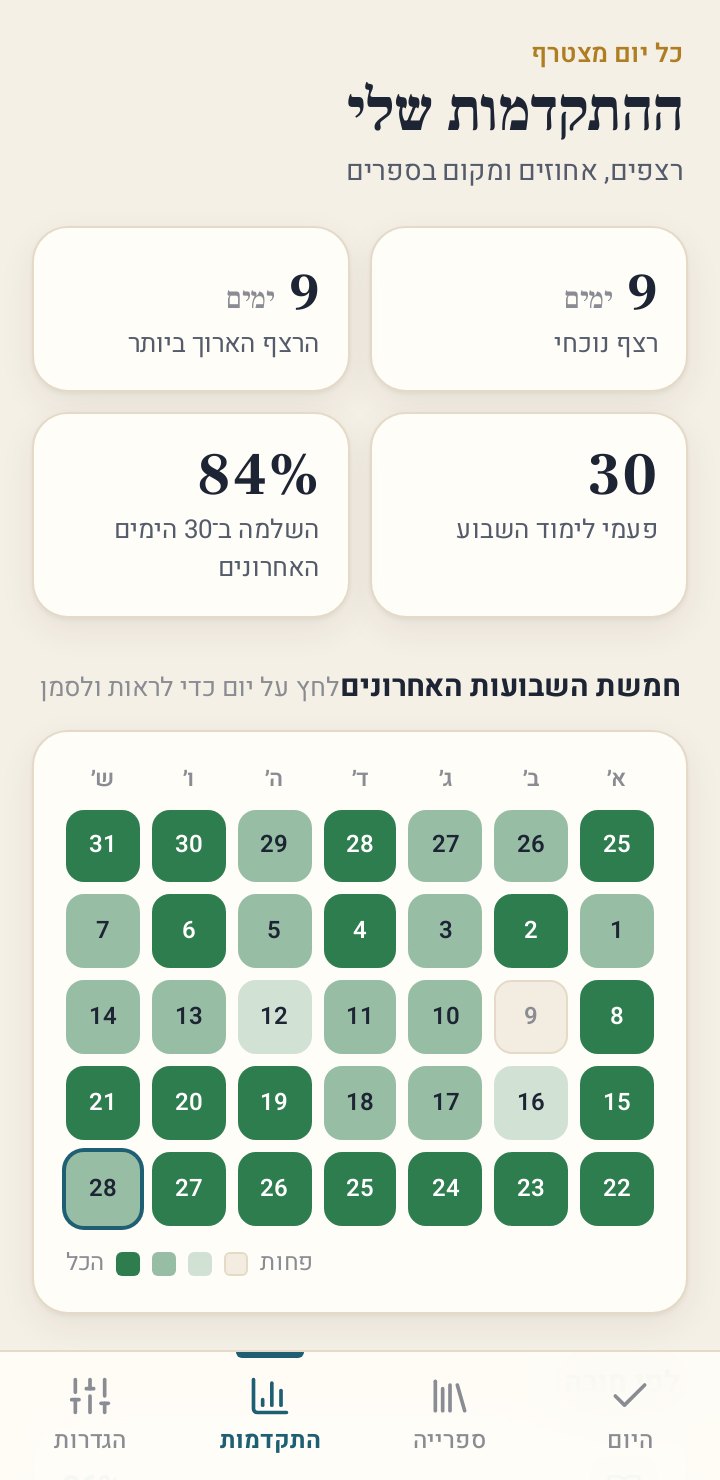 כל יום מצטרף
ההתקדמות שלי
רצפים, אחוזים ומקום בספרים
9 ימים
רצף נוכחי
9 ימים
הרצף הארוך ביותר
30
פעמי לימוד השבוע
84%
השלמה ב־30 הימים
האחרונים
חמשת השבועות האחרונים
לחץ על יום כדי לראות ולסמן
א׳ ב׳ ג׳ ד׳ ה׳ ו׳ ש׳
25 26 27 28 29 30 31
1 2 3 4 5 6 7
8 9 10 11 12 13 14
15 16 17 18 19 20 21
22 23 24 25 26 27 28
פחות הכל
היום ספרייה התקדמות הגדרות